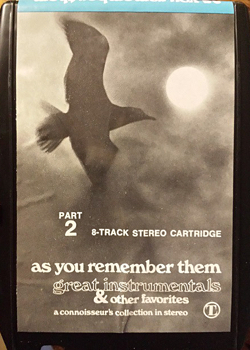 PART
2
8-TRACK STEREO CARTRIDGE
as you remember them
great instrumentals
& other favorites
a connoisseur's collection in stereo
T